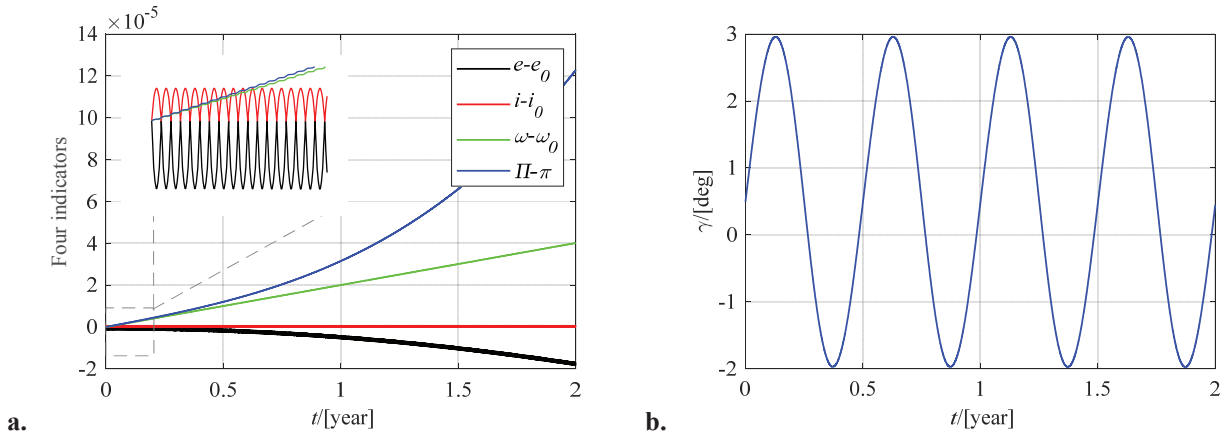 ×10⁻⁵
14
12
10
8
6
4
2
0
-2
Four indicators
e-e₀
i-i₀
ω-ω₀
Π-π
0 0.5 1 1.5 2
t/[year]
a.
3
2
1
0
-1
-2
γ/[deg]
0 0.5 1 1.5 2
t/[year]
b.